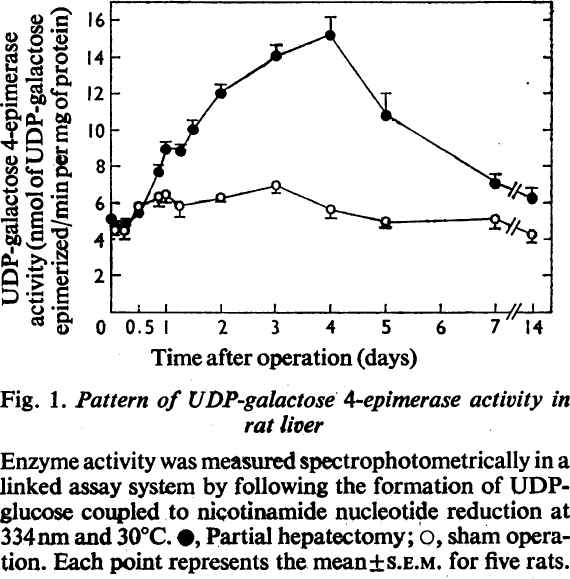 UDP-galactose 4-epimerase
activity (nmol of UDP-galactose
epimerized/min per mg of protein)
16
14
12
10
8
6
4
2
0 0.5 1 2 3 4 5 6 7 14
Time after operation (days)
Fig. 1. Pattern of UDP-galactose 4-epimerase activity in
rat liver
Enzyme activity was measured spectrophotometrically in a
linked assay system by following the formation of UDP-
glucose coupled to nicotinamide nucleotide reduction at
334nm and 30°C. ●, Partial hepatectomy; ○, sham opera-
tion. Each point represents the mean±S.E.M. for five rats.